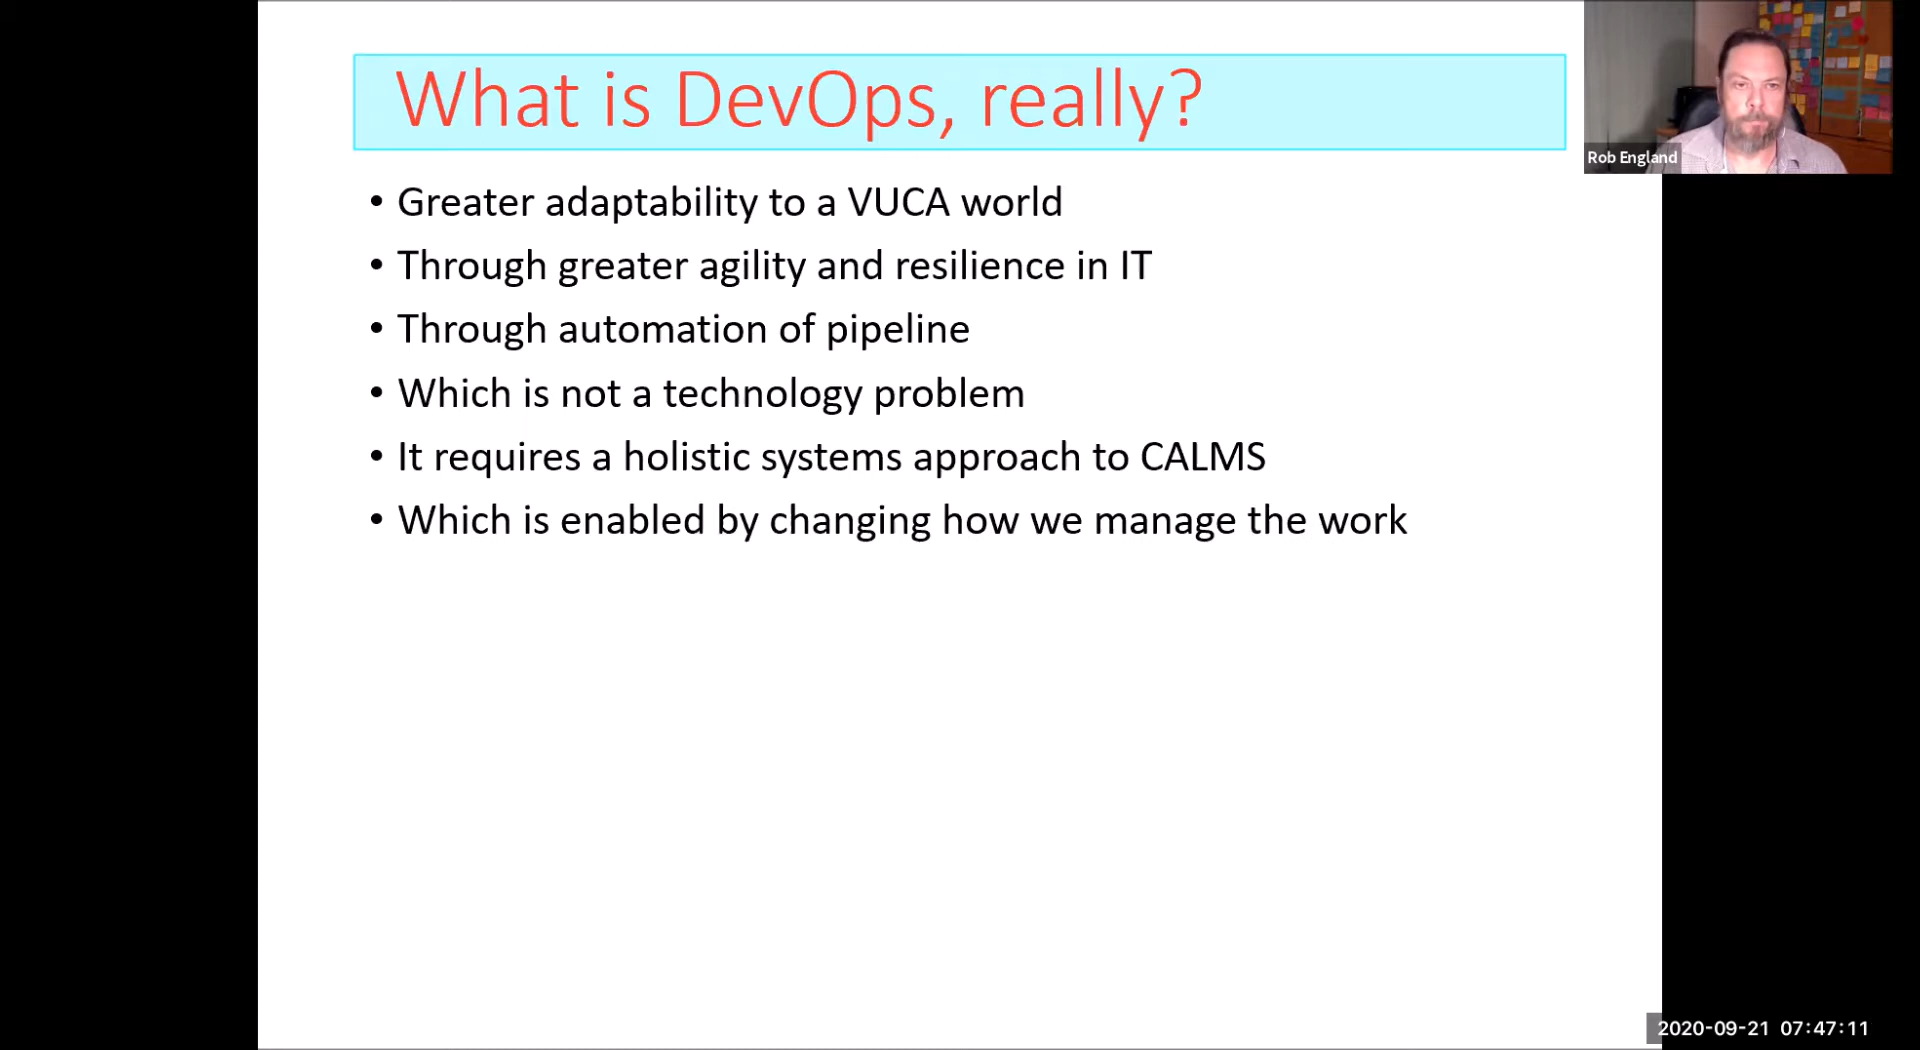 What is DevOps, really?
Rob England
• Greater adaptability to a VUCA world
• Through greater agility and resilience in IT
• Through automation of pipeline
• Which is not a technology problem
• It requires a holistic systems approach to CALMS
• Which is enabled by changing how we manage the work
2020-09-21 07:47:11